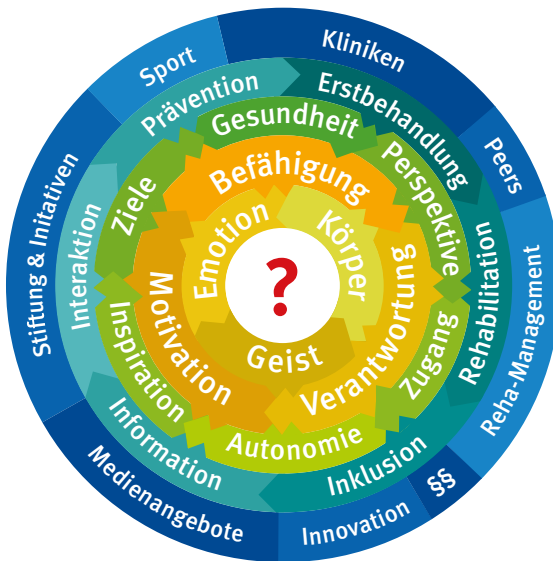 Kliniken
Peers
Reha-Management
§§
Innovation
Medienangebote
Stiftung & Initativen
Sport
Prävention
Erstbehandlung
Rehabilitation
Inklusion
Information
Interaktion
Gesundheit
Perspektive
Zugang
Autonomie
Inspiration
Ziele
Befähigung
Verantwortung
Motivation
Emotion
Körper
Geist
?